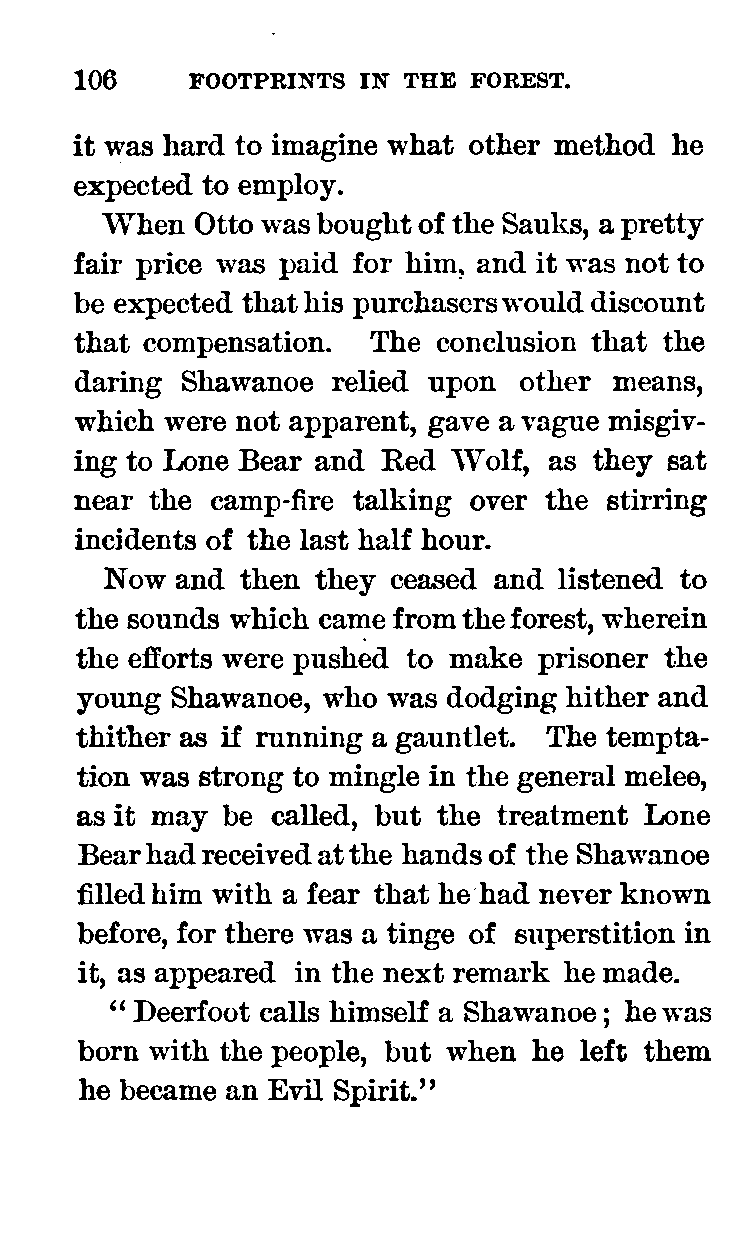 106 FOOTPRINTS IN THE FOREST.
it was hard to imagine what other method he
expected to employ.
When Otto was bought of the Sauks, a pretty
fair price was paid for him, and it was not to
be expected that his purchasers would discount
that compensation. The conclusion that the
daring Shawanoe relied upon other means,
which were not apparent, gave a vague misgiv-
ing to Lone Bear and Red Wolf, as they sat
near the camp-fire talking over the stirring
incidents of the last half hour.
Now and then they ceased and listened to
the sounds which came from the forest, wherein
the efforts were pushed to make prisoner the
young Shawanoe, who was dodging hither and
thither as if running a gauntlet. The tempta-
tion was strong to mingle in the general melee,
as it may be called, but the treatment Lone
Bear had received at the hands of the Shawanoe
filled him with a fear that he had never known
before, for there was a tinge of superstition in
it, as appeared in the next remark he made.
"Deerfoot calls himself a Shawanoe; he was
born with the people, but when he left them
he became an Evil Spirit."